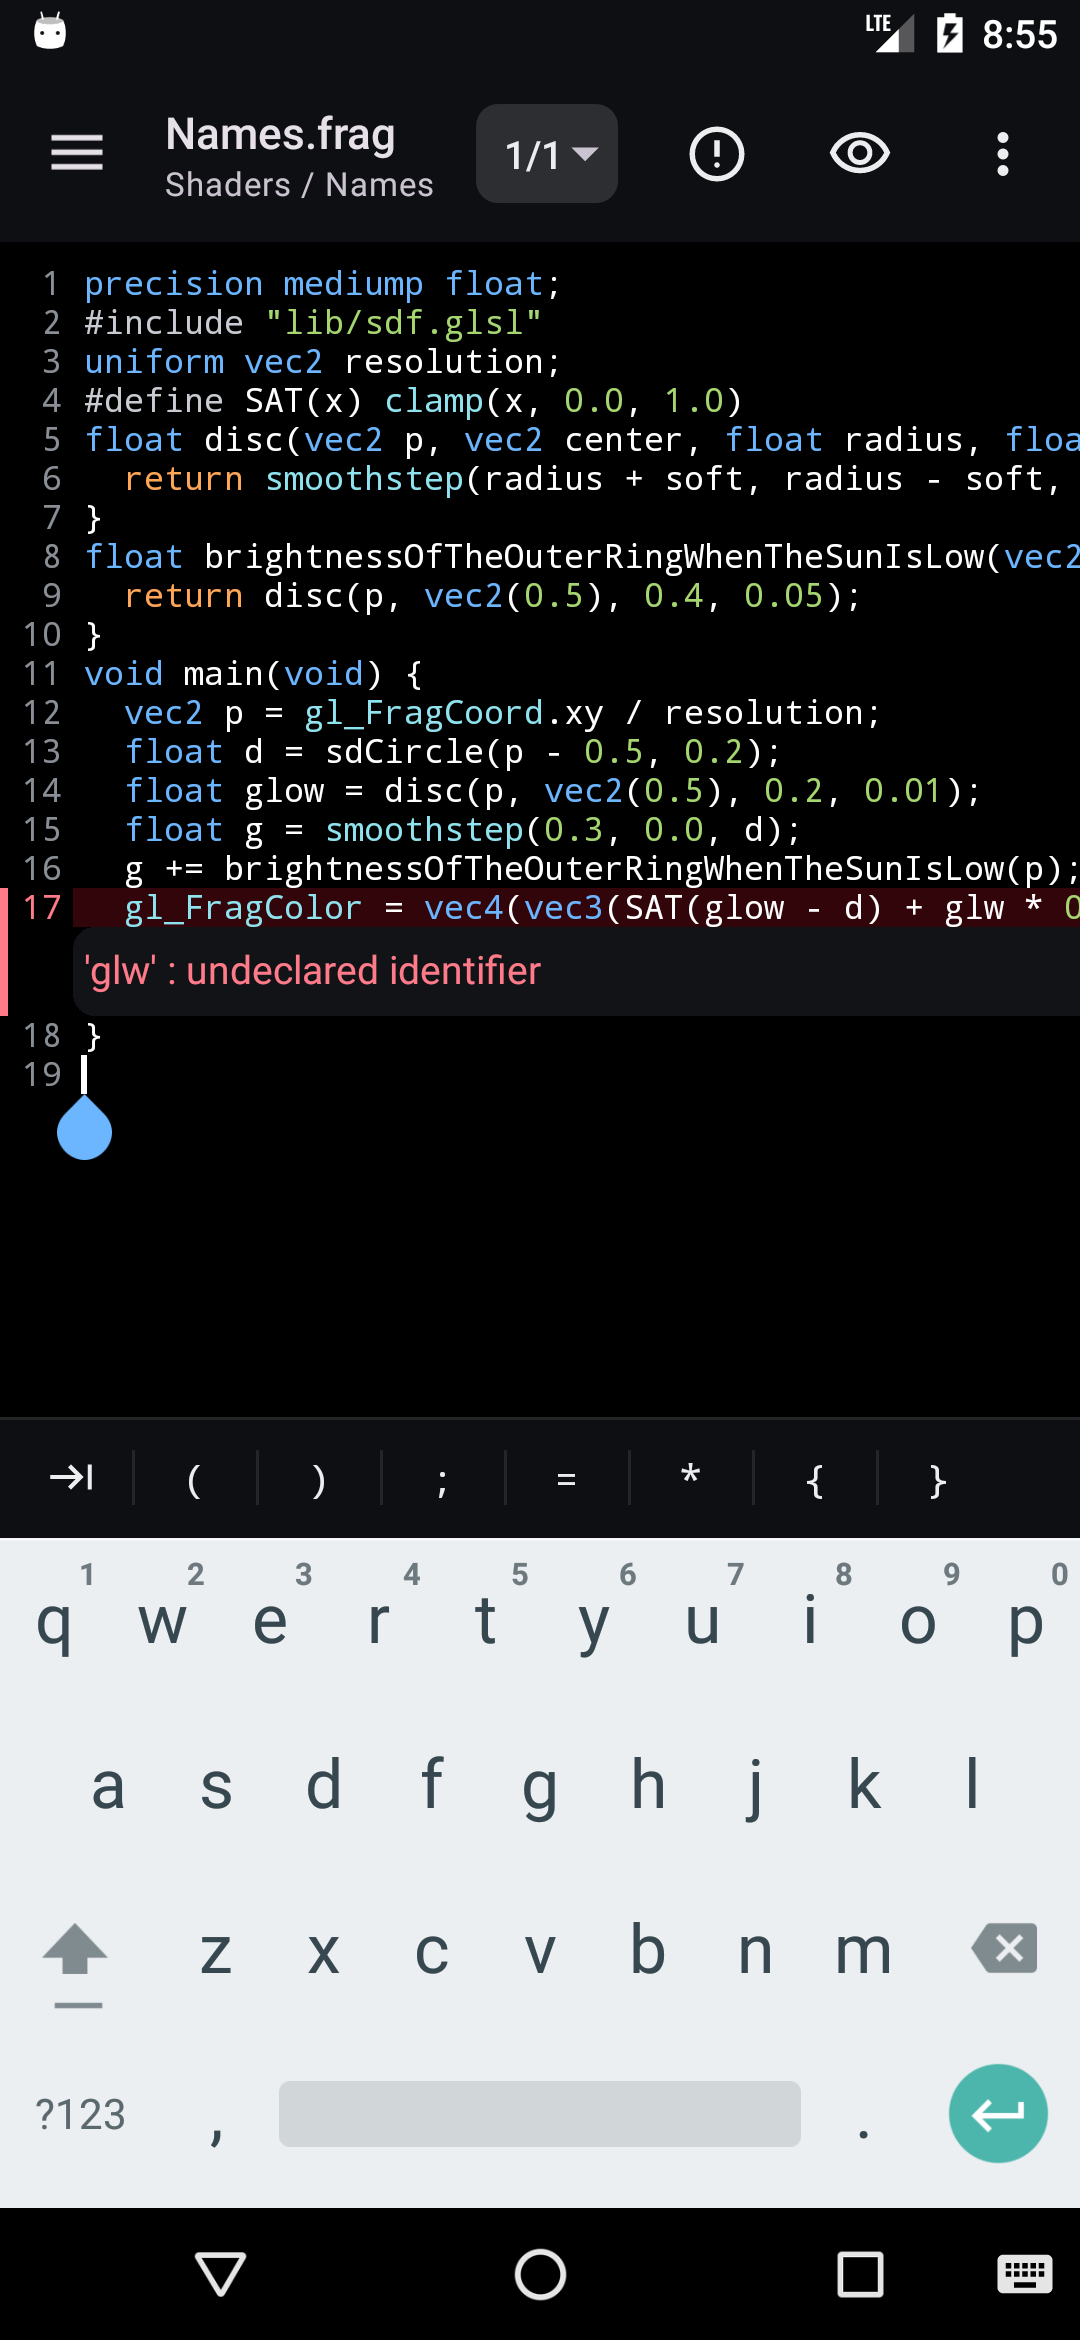 LTE 8:55
Names.frag
Shaders / Names
1/1
1 precision mediump float;
2 #include "lib/sdf.glsl"
3 uniform vec2 resolution;
4 #define SAT(x) clamp(x, 0.0, 1.0)
5 float disc(vec2 p, vec2 center, float radius, floa
6 return smoothstep(radius + soft, radius - soft,
7 }
8 float brightnessOfTheOuterRingWhenTheSunIsLow(vec2
9 return disc(p, vec2(0.5), 0.4, 0.05);
10 }
11 void main(void) {
12 vec2 p = gl_FragCoord.xy / resolution;
13 float d = sdCircle(p - 0.5, 0.2);
14 float glow = disc(p, vec2(0.5), 0.2, 0.01);
15 float g = smoothstep(0.3, 0.0, d);
16 g += brightnessOfTheOuterRingWhenTheSunIsLow(p);
17 gl_FragColor = vec4(vec3(SAT(glow - d) + glw * 0
'glw' : undeclared identifier
18 }
19
( ) ; = * { }
1 2 3 4 5 6 7 8 9 0
q w e r t y u i o p
a s d f g h j k l
z x c v b n m
?123 , .